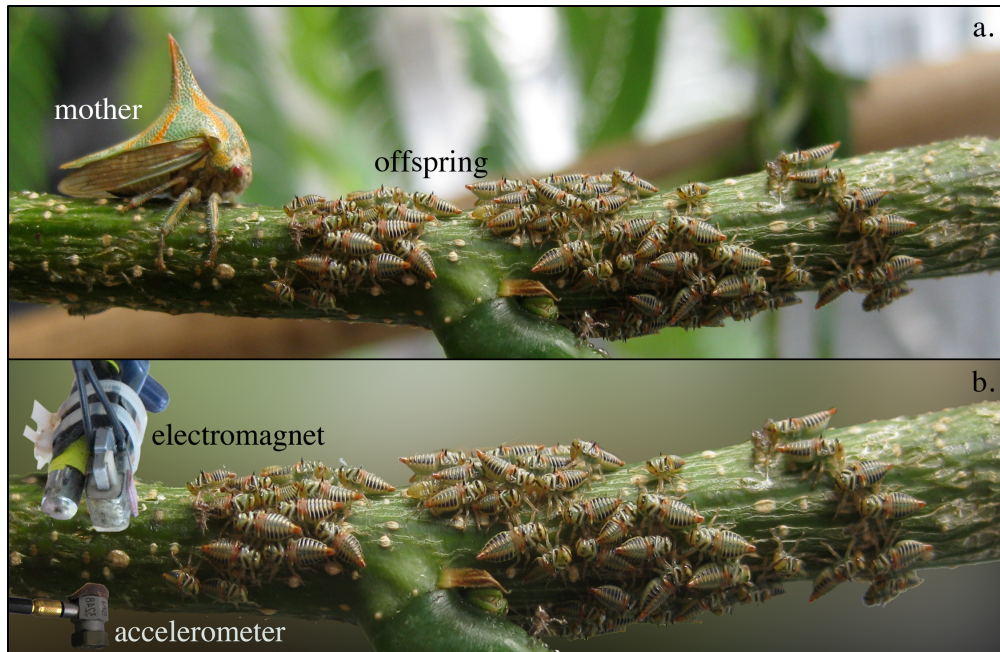 a.
mother
offspring
b.
electromagnet
accelerometer